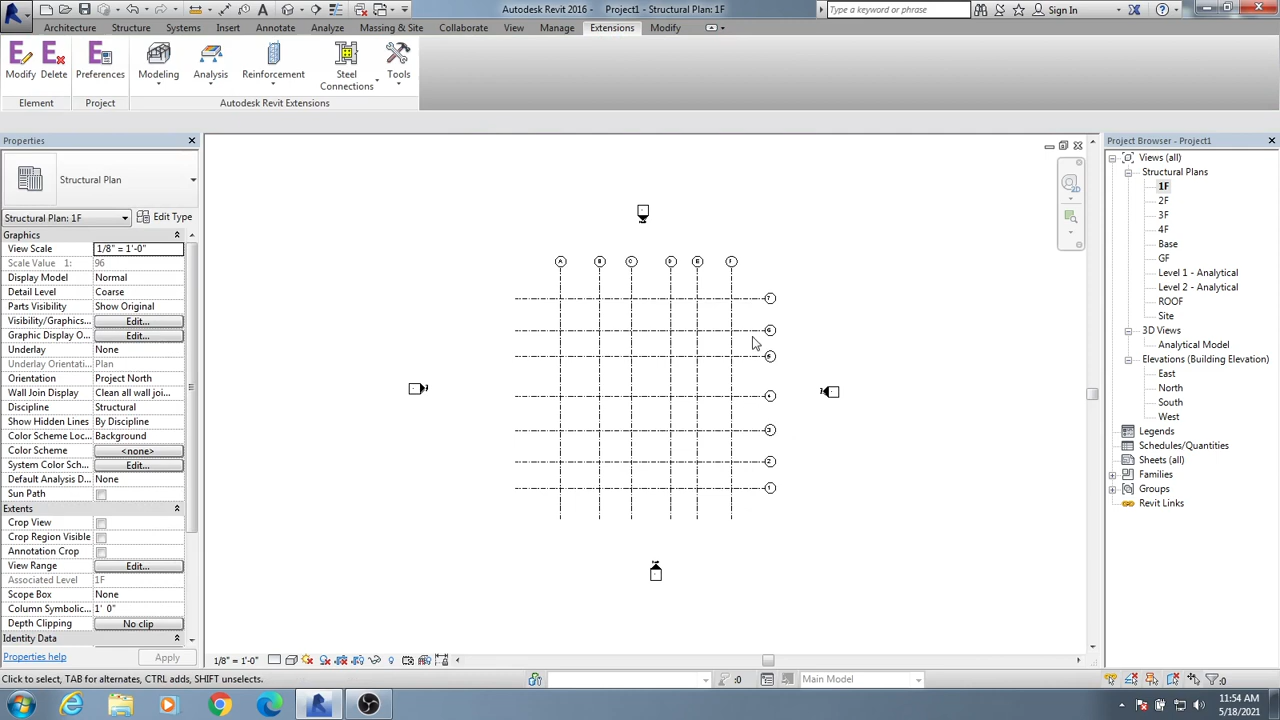 Autodesk Revit 2016 - Project1 - Structural Plan: 1F
Type a keyword or phrase
Sign In
Architecture Structure Systems Insert Annotate Analyze Massing & Site Collaborate View Manage Extensions Modify
Modify Delete Preferences Modeling Analysis Reinforcement Steel Connections Tools
Element Project Autodesk Revit Extensions
Properties
Structural Plan
Structural Plan: 1F
Edit Type
Graphics
View Scale 1/8" = 1'-0"
Scale Value 1: 96
Display Model Normal
Detail Level Coarse
Parts Visibility Show Original
Visibility/Graphics... Edit...
Graphic Display O... Edit...
Underlay None
Underlay Orientati... Plan
Orientation Project North
Wall Join Display Clean all wall joi...
Discipline Structural
Show Hidden Lines By Discipline
Color Scheme Loc... Background
Color Scheme <none>
System Color Sch... Edit...
Default Analysis D... None
Sun Path
Extents
Crop View
Crop Region Visible
Annotation Crop
View Range Edit...
Associated Level 1F
Scope Box None
Column Symbolic... 1' 0"
Depth Clipping No clip
Identity Data
Properties help
Apply
2D
A B C D E F
7
6
5
4
3
2
1
Project Browser - Project1
Views (all)
Structural Plans
1F
2F
3F
4F
Base
GF
Level 1 - Analytical
Level 2 - Analytical
ROOF
Site
3D Views
Analytical Model
Elevations (Building Elevation)
East
North
South
West
Legends
Schedules/Quantities
Sheets (all)
Families
Groups
Revit Links
1/8" = 1'-0"
Click to select, TAB for alternates, CTRL adds, SHIFT unselects.
:0
Main Model
:0
11:54 AM
5/18/2021